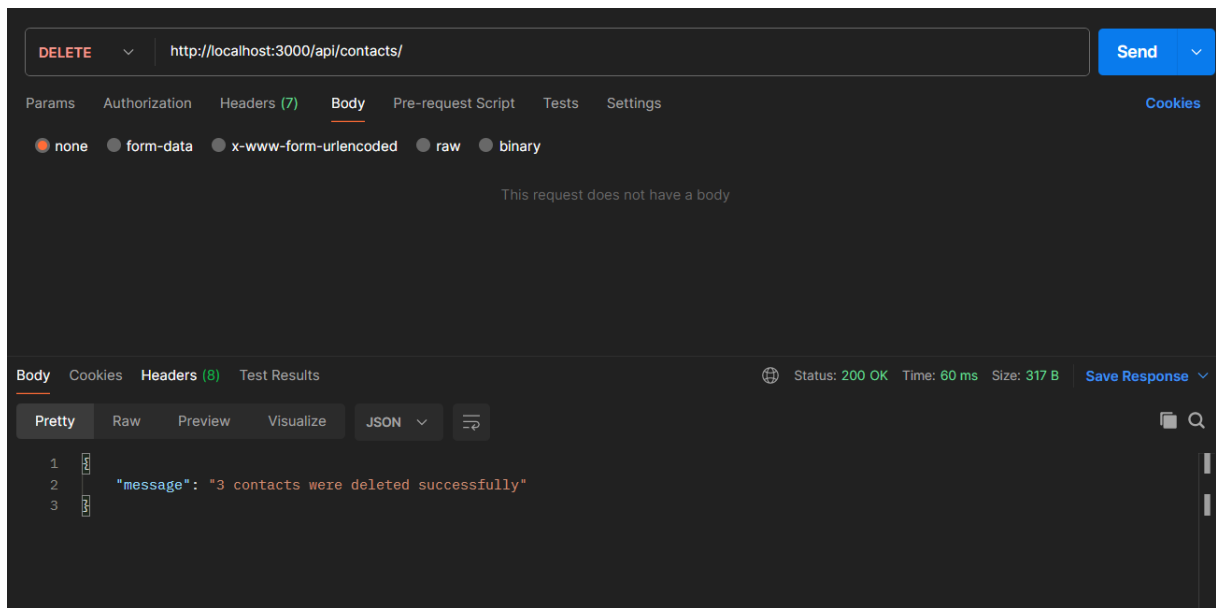 DELETE http://localhost:3000/api/contacts/ Send
Params Authorization Headers (7) Body Pre-request Script Tests Settings Cookies
none form-data x-www-form-urlencoded raw binary
This request does not have a body
Body Cookies Headers (8) Test Results Status: 200 OK Time: 60 ms Size: 317 B Save Response
Pretty Raw Preview Visualize JSON
1 {
2 "message": "3 contacts were deleted successfully"
3 }